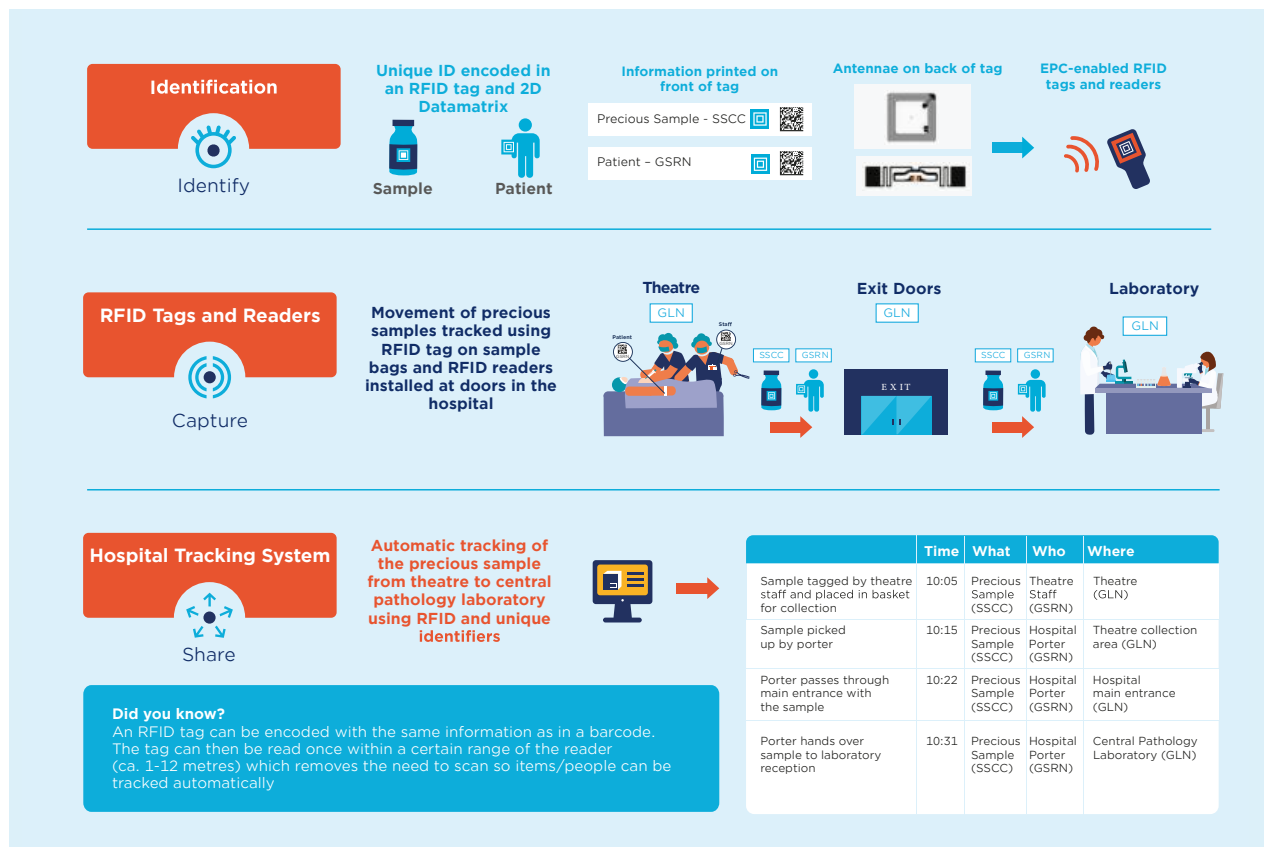 Identification
Identify
Unique ID encoded in
an RFID tag and 2D
Datamatrix
Sample
Patient
Information printed on
front of tag
Precious Sample - SSCC
Patient – GSRN
Antennae on back of tag
EPC-enabled RFID
tags and readers
RFID Tags and Readers
Capture
Movement of precious
samples tracked using
RFID tag on sample
bags and RFID readers
installed at doors in the
hospital
Theatre
GLN
Patient
GSRN
Staff
GSRN
SSCC
GSRN
Exit Doors
GLN
EXIT
SSCC
GSRN
Laboratory
GLN
Hospital Tracking System
Share
Automatic tracking of
the precious sample
from theatre to central
pathology laboratory
using RFID and unique
identifiers
Time What Who Where
Sample tagged by theatre 10:05 Precious Theatre Theatre
staff and placed in basket Sample Staff (GLN)
for collection (SSCC) (GSRN)
Sample picked 10:15 Precious Hospital Theatre collection
up by porter Sample Porter area (GLN)
(SSCC) (GSRN)
Porter passes through 10:22 Precious Hospital Hospital
main entrance with Sample Porter main entrance
the sample (SSCC) (GSRN) (GLN)
Porter hands over 10:31 Precious Hospital Central Pathology
sample to laboratory Sample Porter Laboratory (GLN)
reception (SSCC) (GSRN)
Did you know?
An RFID tag can be encoded with the same information as in a barcode.
The tag can then be read once within a certain range of the reader
(ca. 1-12 metres) which removes the need to scan so items/people can be
tracked automatically